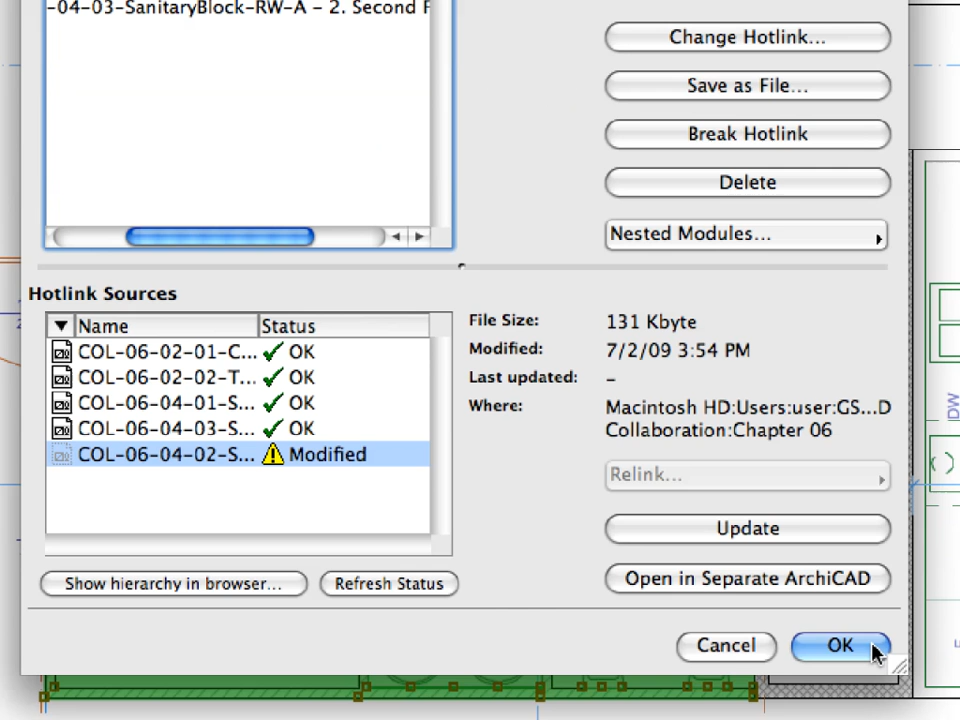 -04-03-SanitaryBlock-RW-A – 2. Second F
Change Hotlink...
Save as File...
Break Hotlink
Delete
Nested Modules...
Hotlink Sources
Name Status
COL-06-02-01-C... OK
COL-06-02-02-T... OK
COL-06-04-01-S... OK
COL-06-04-03-S... OK
COL-06-04-02-S... Modified
File Size: 131 Kbyte
Modified: 7/2/09 3:54 PM
Last updated: –
Where: Macintosh HD:Users:user:GS...D
Collaboration:Chapter 06
Relink...
Update
Open in Separate ArchiCAD
Show hierarchy in browser... Refresh Status
Cancel OK
DW